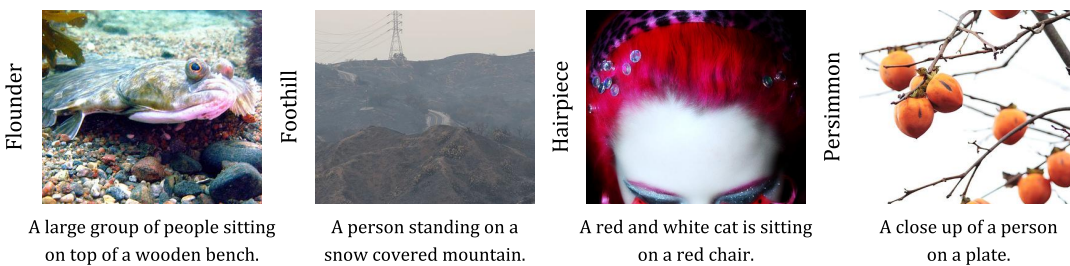 Flounder
A large group of people sitting
on top of a wooden bench.
Foothill
A person standing on a
snow covered mountain.
Hairpiece
A red and white cat is sitting
on a red chair.
Persimmon
A close up of a person
on a plate.